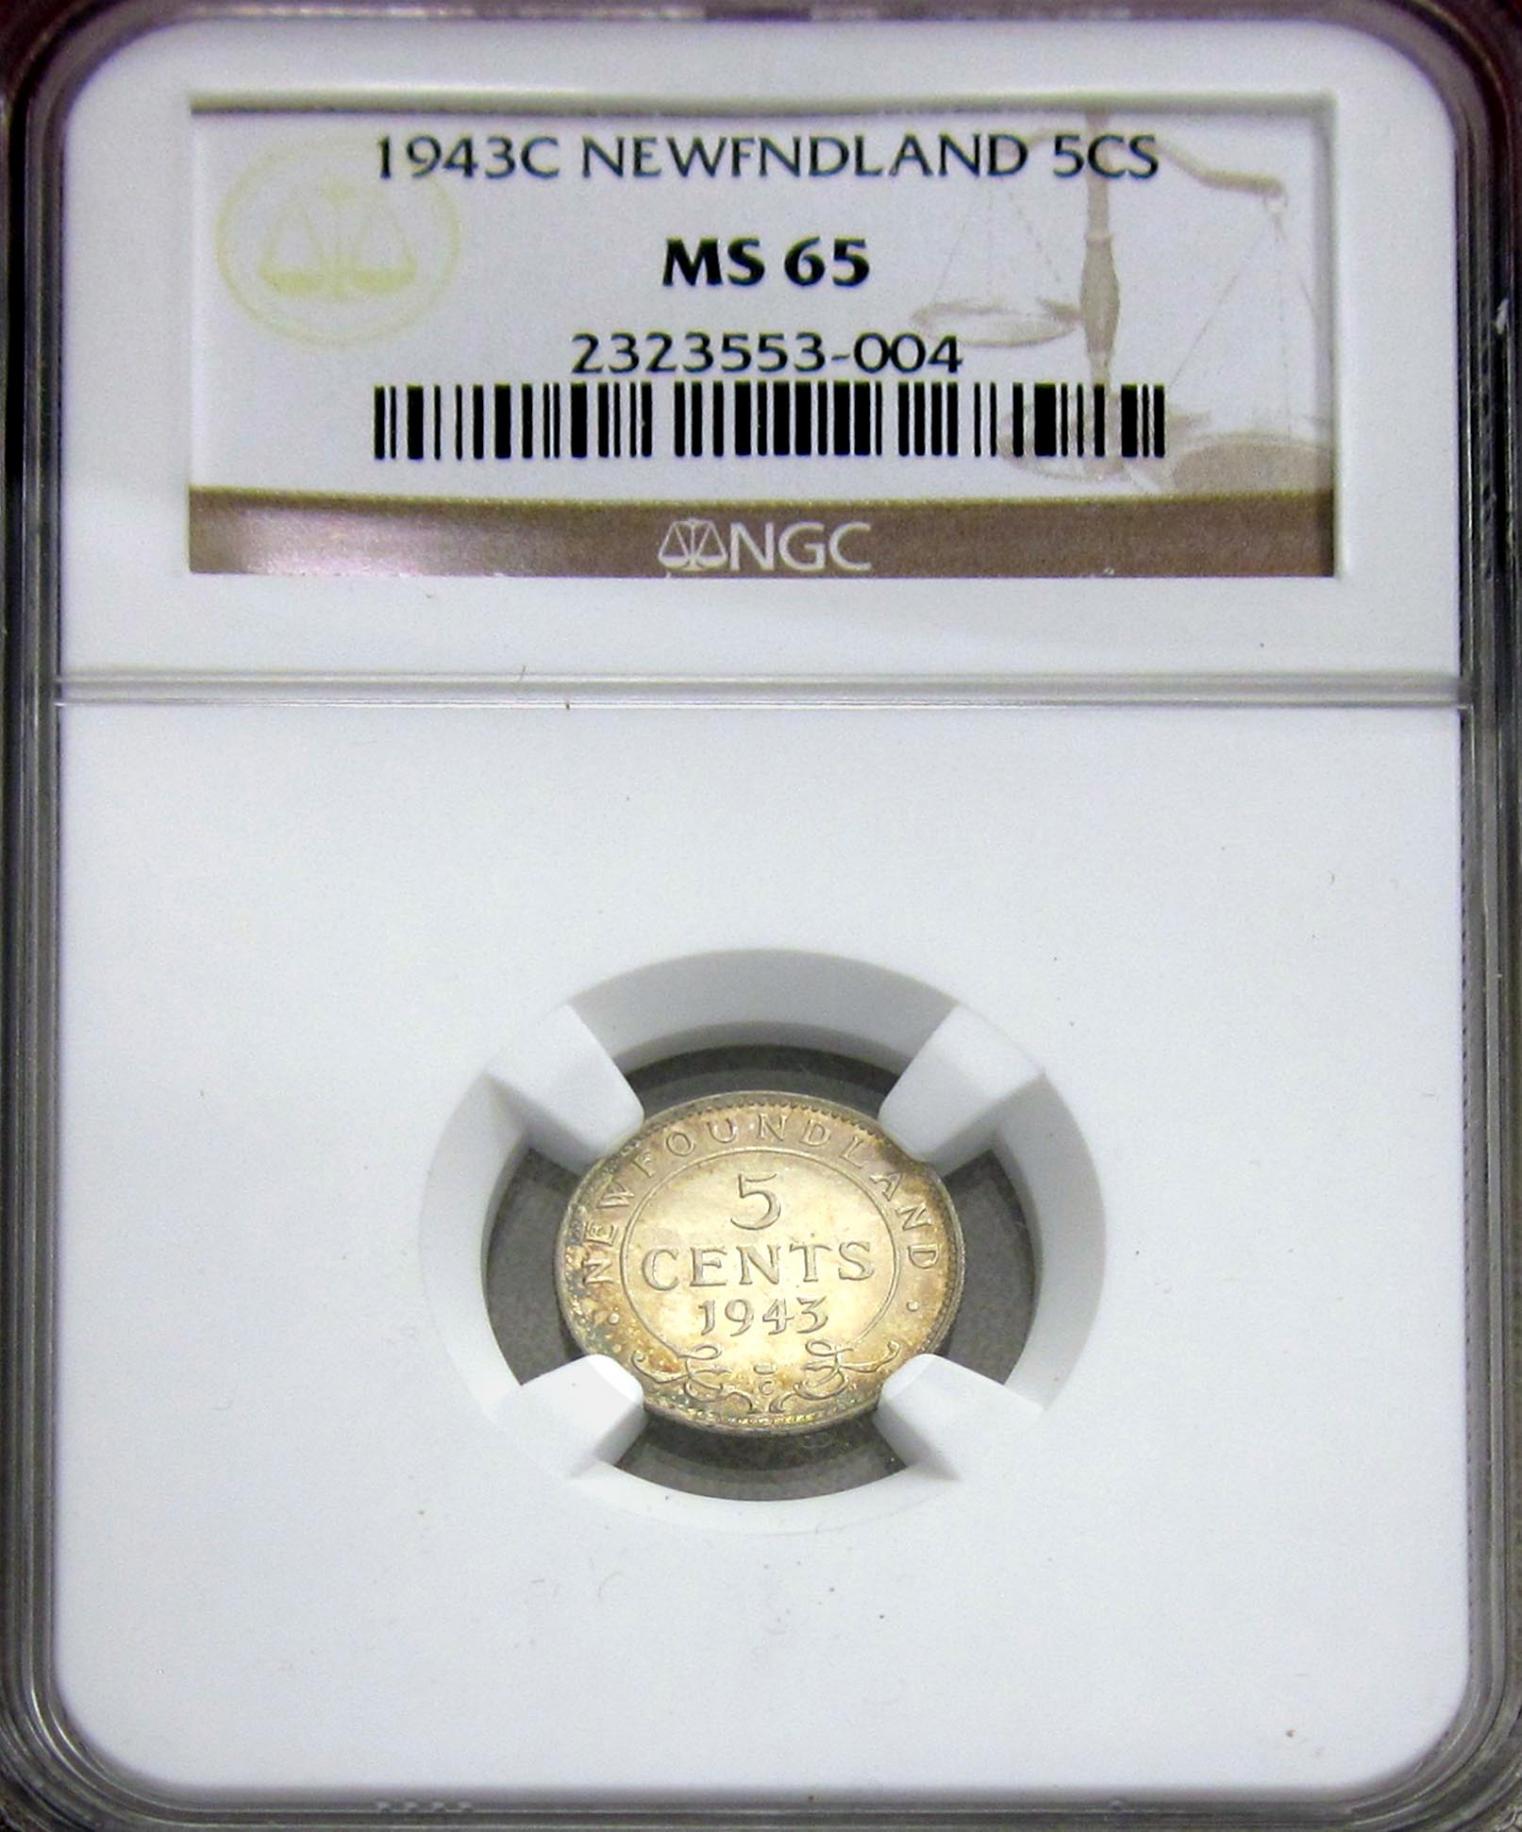 1943C NEWFNDLAND 5CS
MS 65
2323553-004
NGC
NEWFOUNDLAND
5
CENTS
1943
C